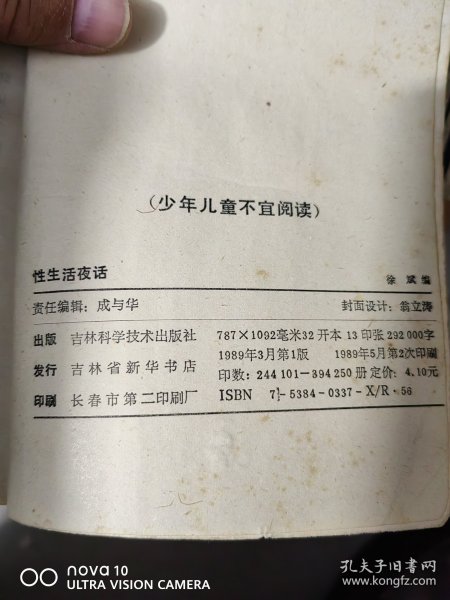 （少年儿童不宜阅读）
性生活夜话
徐斌编
责任编辑：成与华 封面设计：翁立涛
出版 吉林科学技术出版社 787×1092毫米32开本 13印张 292000字
1989年3月第1版 1989年5月第2次印刷
发行 吉林省新华书店 印数：244 101—394 250册 定价：4.10元
印刷 长春市第二印刷厂 ISBN 7-5384-0337-X/R·56
nova 10
ULTRA VISION CAMERA
孔夫子旧书网
www.kongfz.com